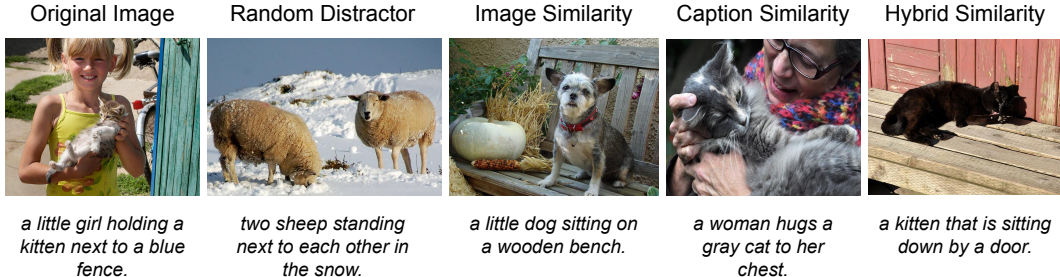 Original Image
Random Distractor
Image Similarity
Caption Similarity
Hybrid Similarity
a little girl holding a
kitten next to a blue
fence.
two sheep standing
next to each other in
the snow.
a little dog sitting on
a wooden bench.
a woman hugs a
gray cat to her
chest.
a kitten that is sitting
down by a door.